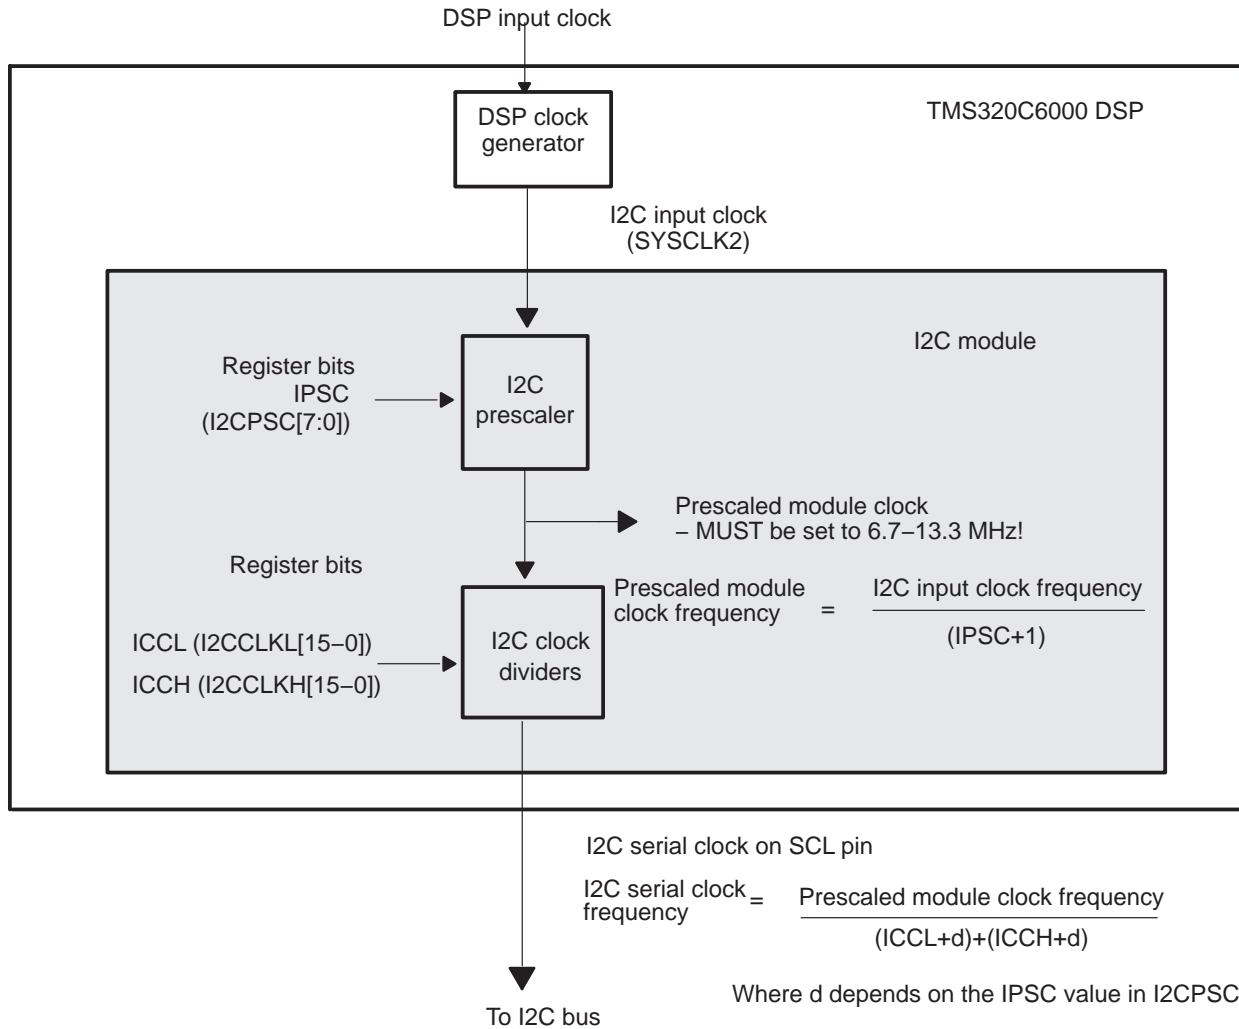 DSP input clock
DSP clock
generator
TMS320C6000 DSP
I2C input clock
(SYSCLK2)
I2C module
Register bits
IPSC
(I2CPSC[7:0])
I2C
prescaler
Prescaled module clock
– MUST be set to 6.7–13.3 MHz!
Register bits
Prescaled module
clock frequency
=
I2C input clock frequency
(IPSC+1)
ICCL (I2CCLKL[15–0])
ICCH (I2CCLKH[15–0])
I2C clock
dividers
I2C serial clock on SCL pin
I2C serial clock
frequency
=
Prescaled module clock frequency
(ICCL+d)+(ICCH+d)
Where d depends on the IPSC value in I2CPSC
To I2C bus